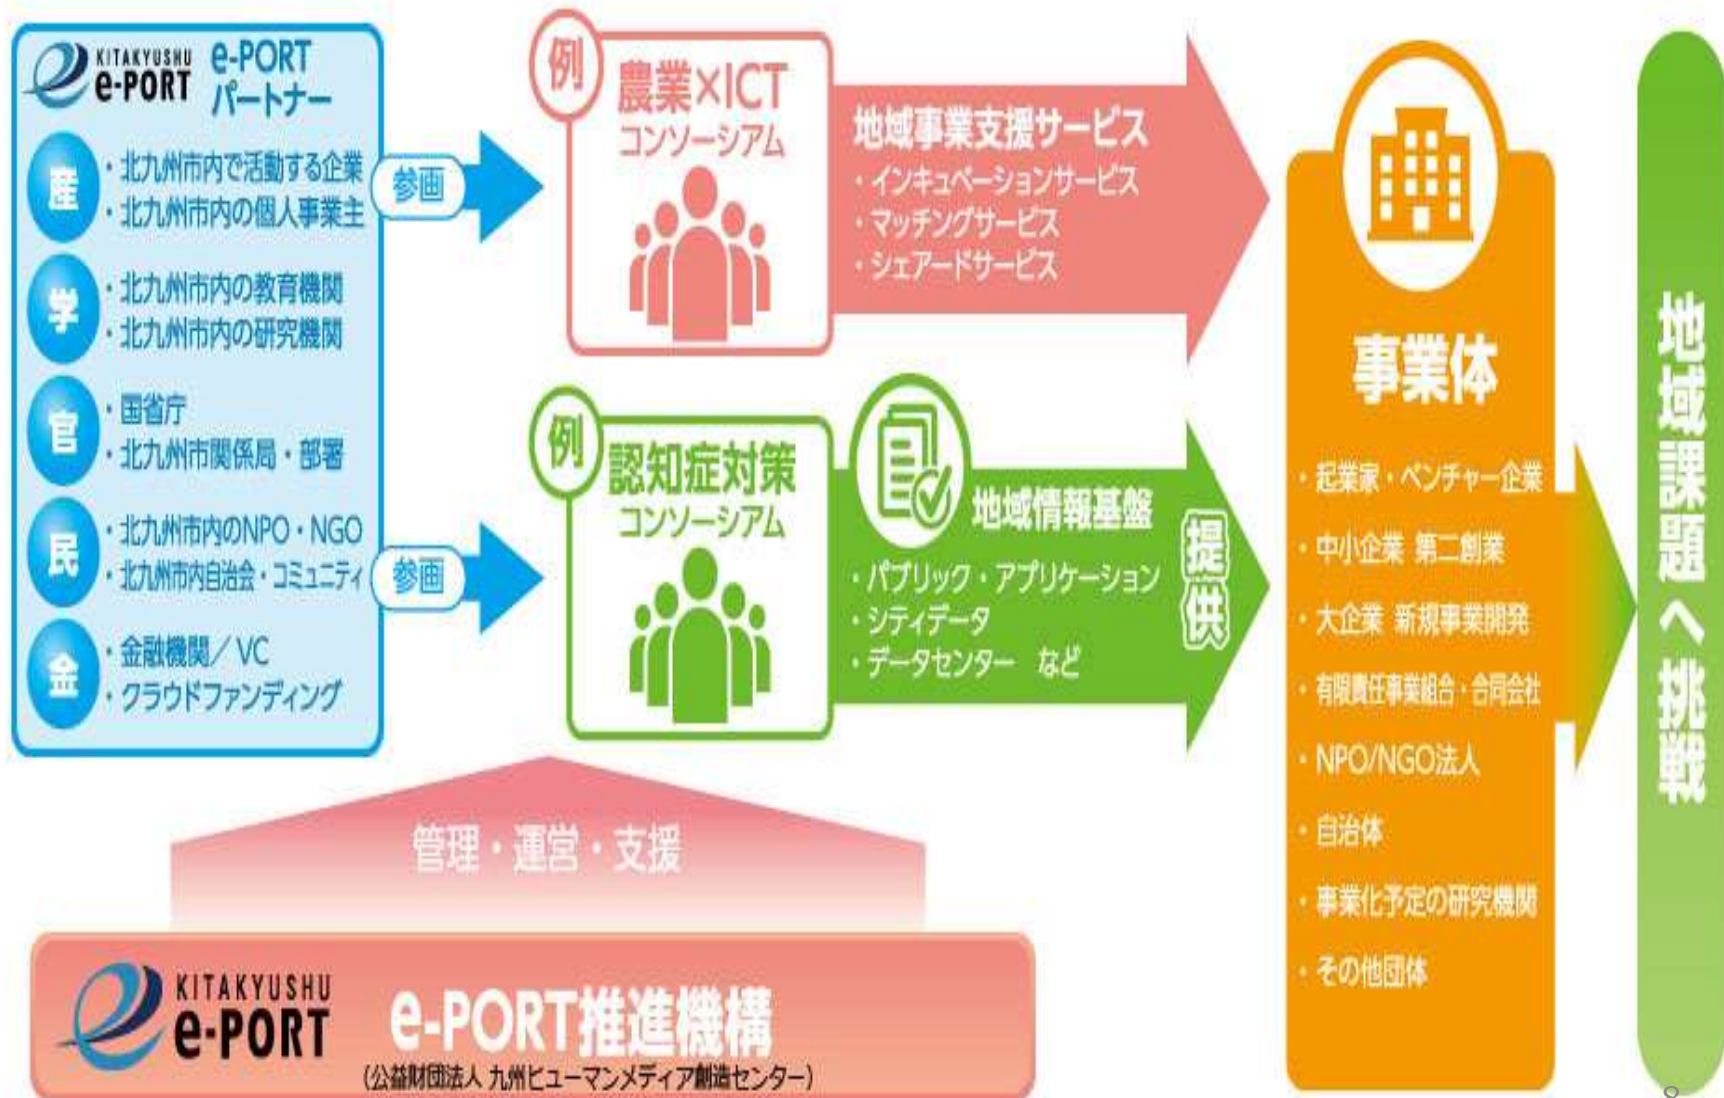 KITAKYUSHU
e-PORT
e-PORT
パートナー
産
・北九州市内で活動する企業
・北九州市内の個人事業主
学
・北九州市内の教育機関
・北九州市内の研究機関
官
・国省庁
・北九州市関係局・部署
民
・北九州市内のNPO・NGO
・北九州市内自治会・コミュニティ
金
・金融機関／VC
・クラウドファンディング
参画
参画
例
農業×ICT
コンソーシアム
地域事業支援サービス
・インキュベーションサービス
・マッチングサービス
・シェアードサービス
例
認知症対策
コンソーシアム
地域情報基盤
・パブリック・アプリケーション
・シティデータ
・データセンター など
提供
事業体
・起業家・ベンチャー企業
・中小企業 第二創業
・大企業 新規事業開発
・有限責任事業組合・合同会社
・NPO/NGO法人
・自治体
・事業化予定の研究機関
・その他団体
地域課題へ挑戦
管理・運営・支援
KITAKYUSHU
e-PORT
e-PORT推進機構
（公益財団法人 九州ヒューマンメディア創造センター）
8